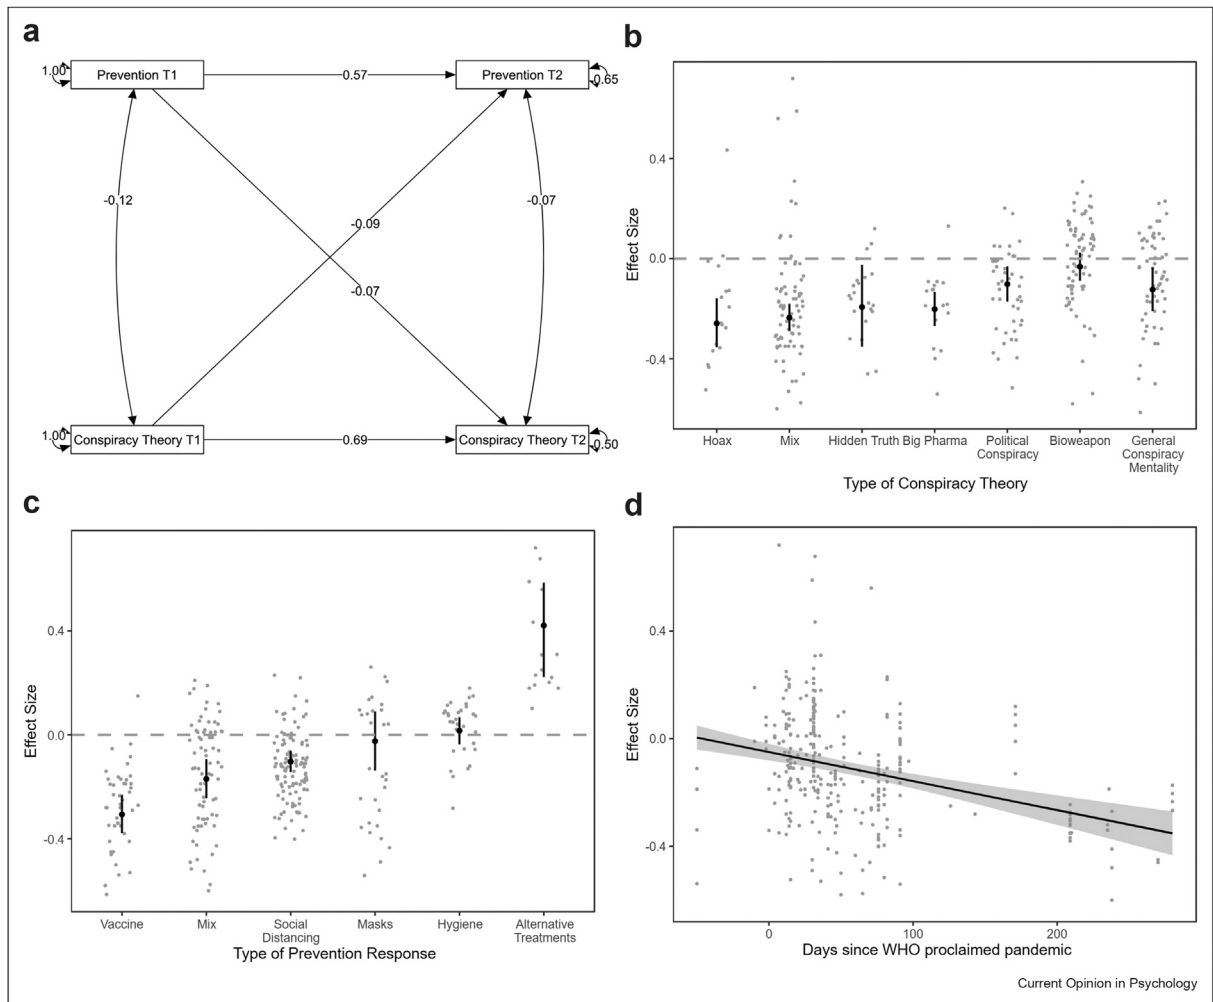 a
1.00
Prevention T1
0.57
Prevention T2
0.65
-0.12
-0.09
-0.07
-0.07
1.00
Conspiracy Theory T1
0.69
Conspiracy Theory T2
0.50
b
Effect Size
0.4
0.0
-0.4
Hoax
Mix
Hidden Truth
Big Pharma
Political
Conspiracy
Bioweapon
General
Conspiracy
Mentality
Type of Conspiracy Theory
c
Effect Size
0.4
0.0
-0.4
Vaccine
Mix
Social
Distancing
Masks
Hygiene
Alternative
Treatments
Type of Prevention Response
d
Effect Size
0.4
0.0
-0.4
0
100
200
Days since WHO proclaimed pandemic
Current Opinion in Psychology